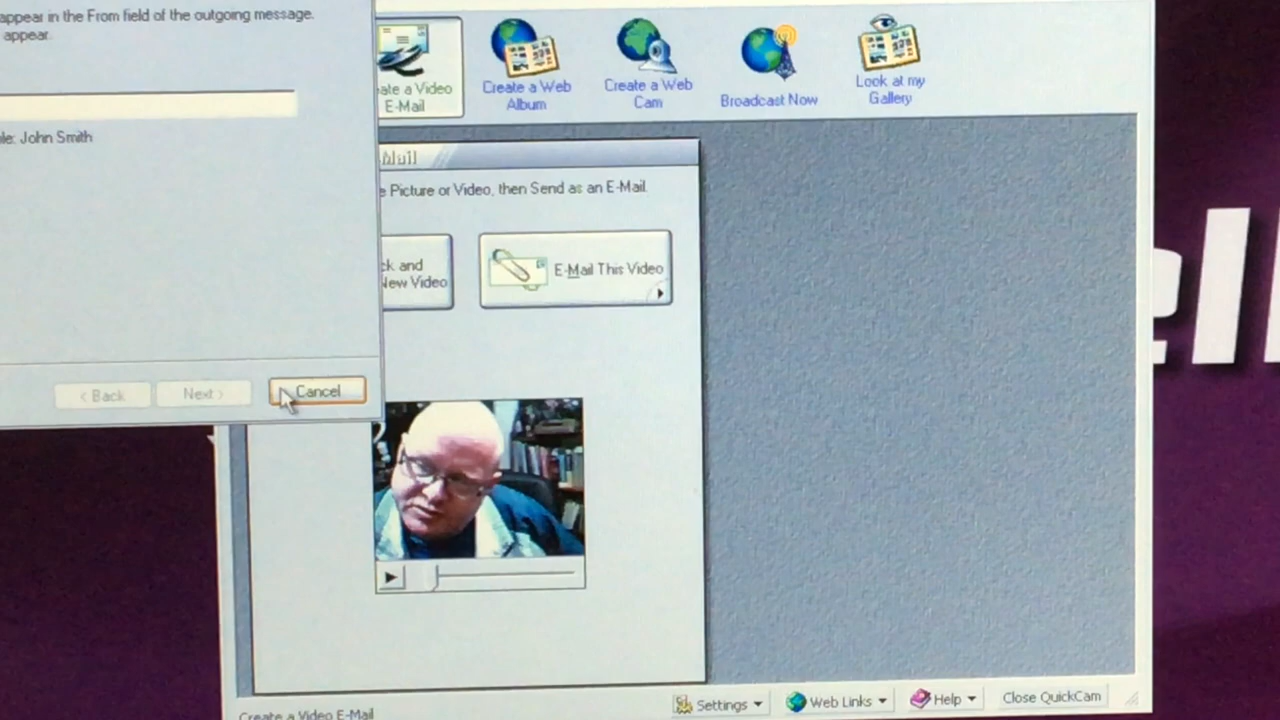 appear in the From field of the outgoing message.
appear.
le: John Smith
< Back
Next >
Cancel
ate a Video
E-Mail
Create a Web
Album
Create a Web
Cam
Broadcast Now
Look at my
Gallery
Mail
e Picture or Video, then Send as an E-Mail.
ck and
New Video
E-Mail This Video
ell
Settings
Web Links
Help
Close QuickCam
Create a Video E-Mail